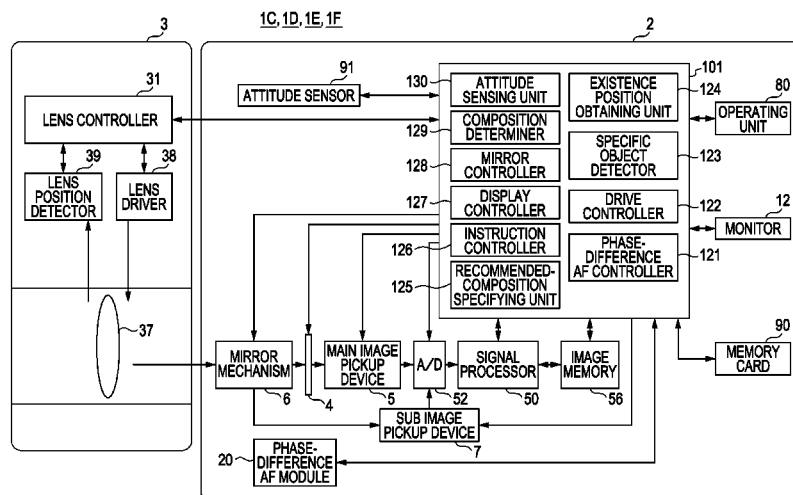 1C, 1D, 1E, 1F
3
31
LENS CONTROLLER
39
38
LENS
POSITION
DETECTOR
LENS
DRIVER
37
2
91
ATTITUDE SENSOR
101
130
ATTITUDE
SENSING UNIT
129
COMPOSITION
DETERMINER
128
MIRROR
CONTROLLER
127
DISPLAY
CONTROLLER
126
INSTRUCTION
CONTROLLER
125
RECOMMENDED-
COMPOSITION
SPECIFYING UNIT
EXISTENCE
POSITION
OBTAINING UNIT
124
SPECIFIC
OBJECT
DETECTOR
123
DRIVE
CONTROLLER
122
PHASE-
DIFFERENCE
AF CONTROLLER
121
80
OPERATING
UNIT
12
MONITOR
90
MEMORY
CARD
MIRROR
MECHANISM
6
4
MAIN IMAGE
PICKUP
DEVICE
5
A/D
52
SIGNAL
PROCESSOR
50
IMAGE
MEMORY
56
SUB IMAGE
PICKUP DEVICE
7
20
PHASE-
DIFFERENCE
AF MODULE